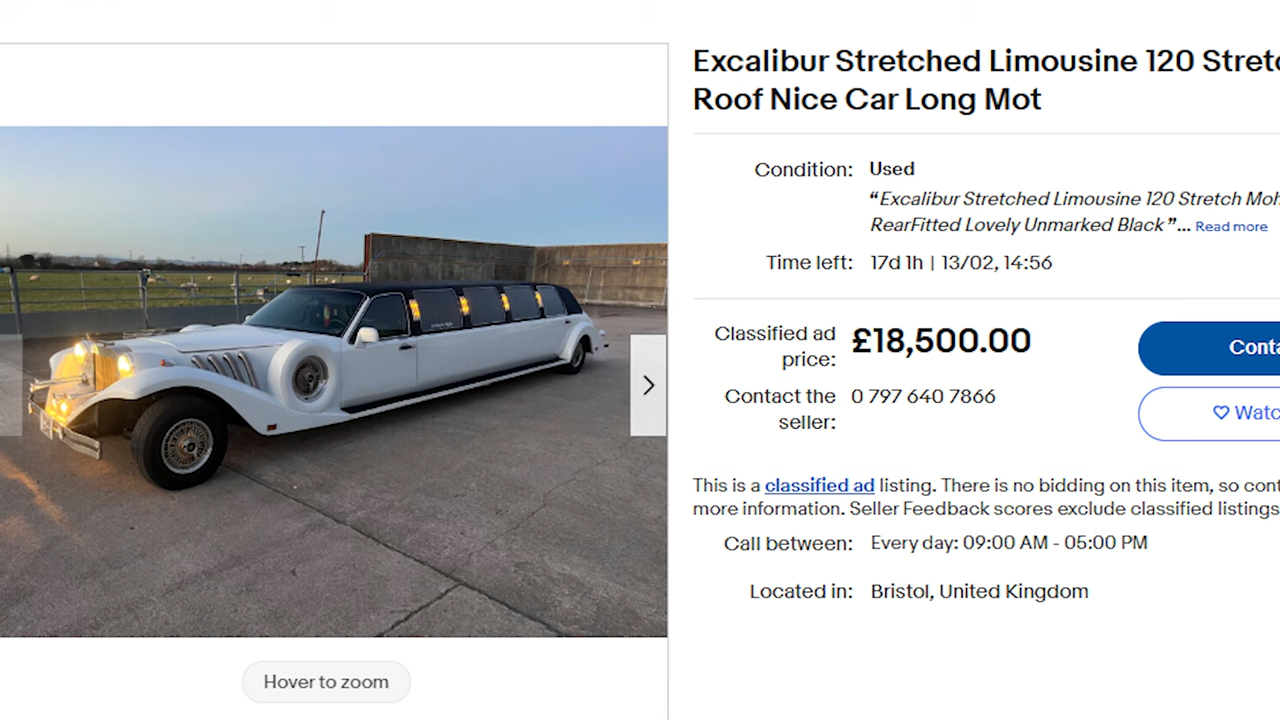 Excalibur Stretched Limousine 120 Stretc
Roof Nice Car Long Mot
Condition: Used
“Excalibur Stretched Limousine 120 Stretch Moh
RearFitted Lovely Unmarked Black”... Read more
Time left: 17d 1h | 13/02, 14:56
Classified ad price: £18,500.00
Conta
Contact the seller: 0 797 640 7866
Watc
This is a classified ad listing. There is no bidding on this item, so cont
more information. Seller Feedback scores exclude classified listings
Call between: Every day: 09:00 AM - 05:00 PM
Located in: Bristol, United Kingdom
Hover to zoom